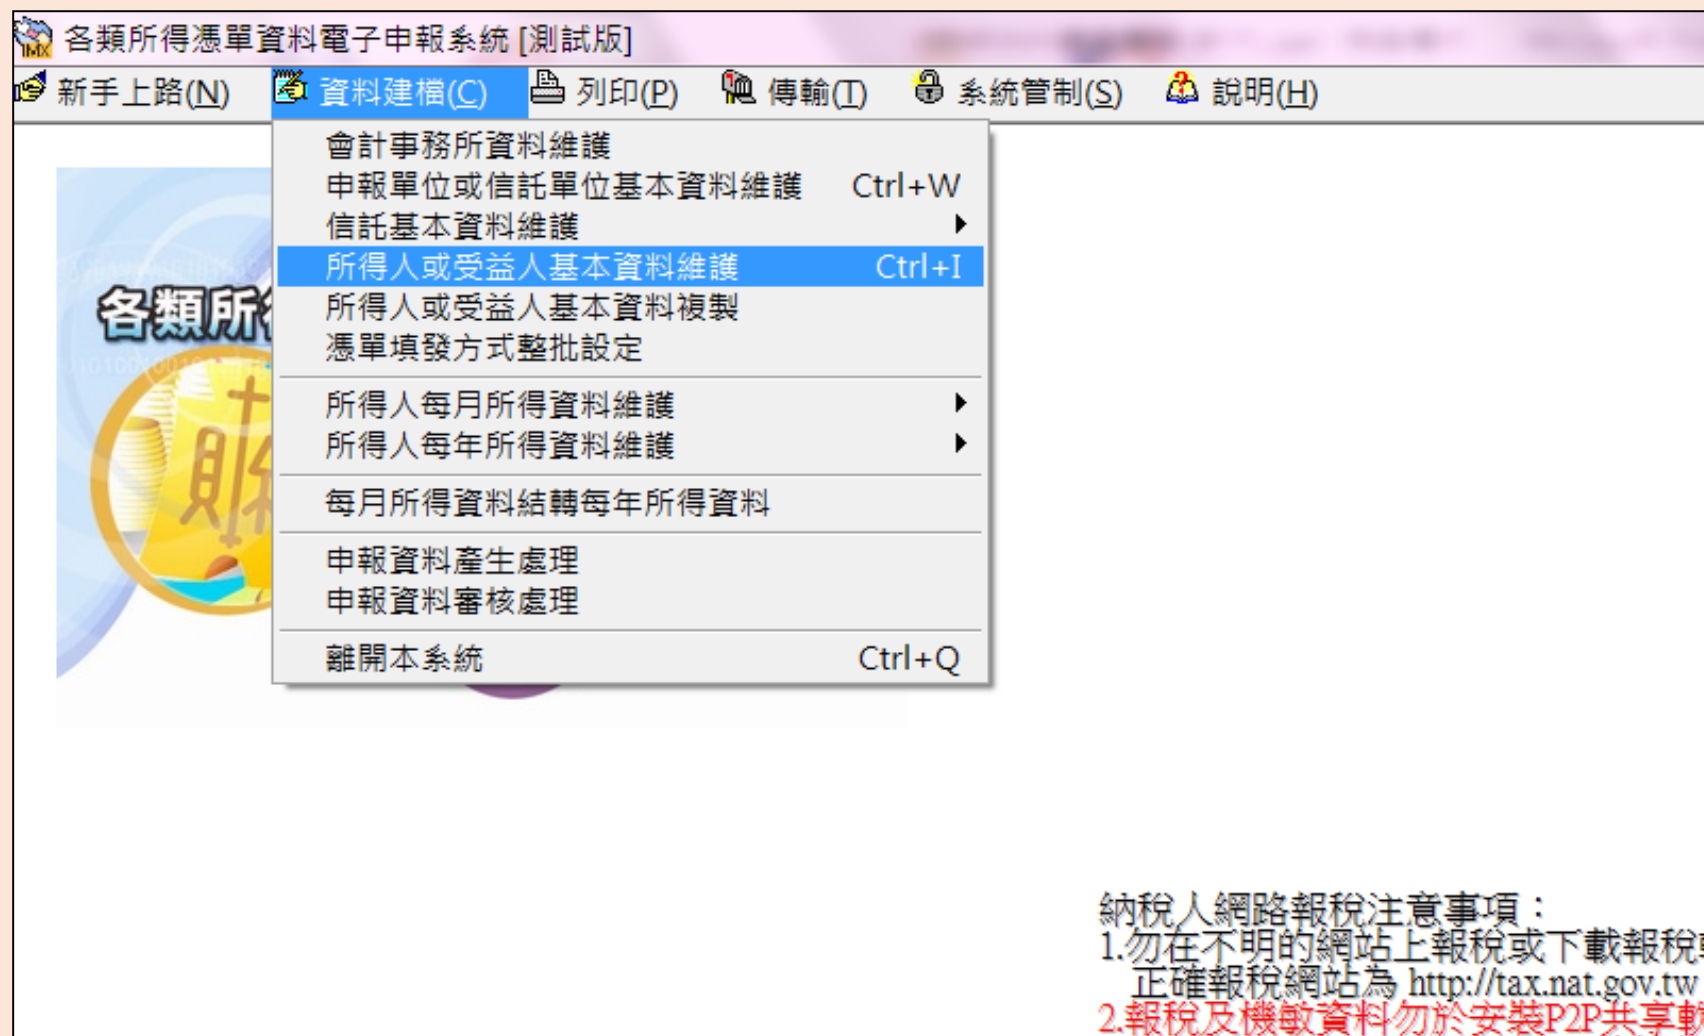 各類所得憑單資料電子申報系統 [測試版]
新手上路(N) 資料建檔(C) 列印(P) 傳輸(T) 系統管制(S) 說明(H)
會計事務所資料維護
申報單位或信託單位基本資料維護 Ctrl+W
信託基本資料維護
所得人或受益人基本資料維護 Ctrl+I
所得人或受益人基本資料複製
憑單填發方式整批設定
所得人每月所得資料維護
所得人每年所得資料維護
每月所得資料結轉每年所得資料
申報資料產生處理
申報資料審核處理
離開本系統 Ctrl+Q
各類所
納稅人網路報稅注意事項：
1.勿在不明的網站上報稅或下載報稅
正確報稅網站為 http://tax.nat.gov.tw
2.報稅及機敏資料勿於安裝P2P共享軟